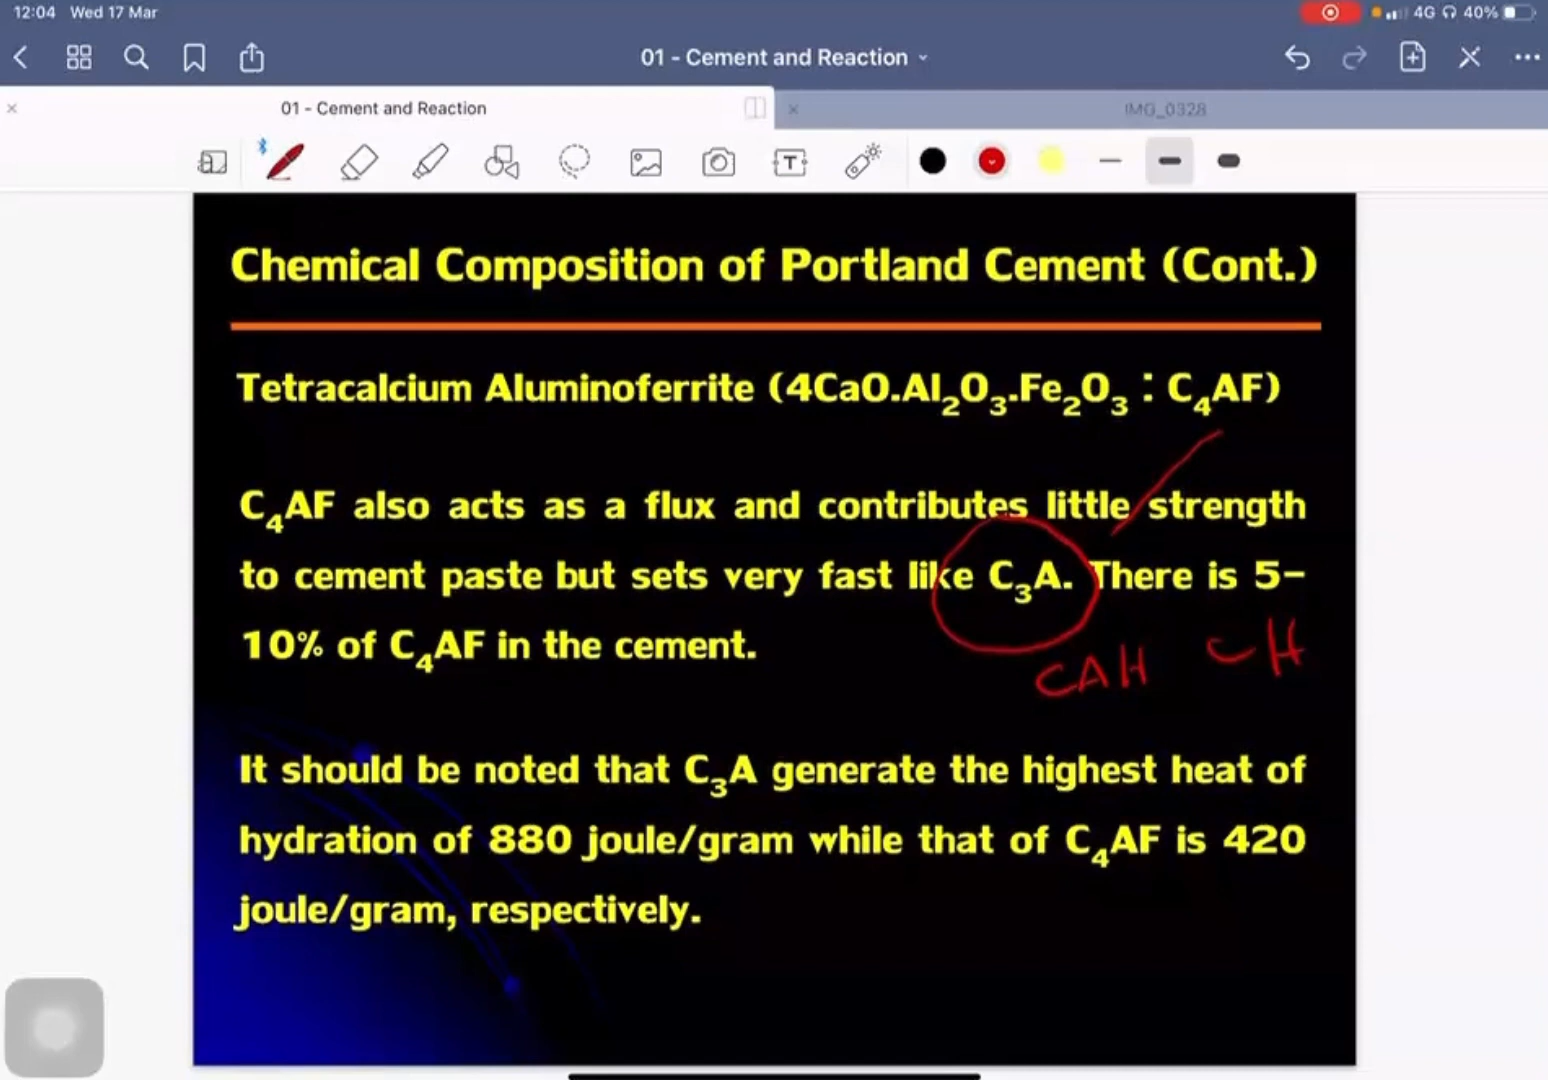 12:04 Wed 17 Mar
4G 40%
01 - Cement and Reaction
01 - Cement and Reaction
IMG_0328
Chemical Composition of Portland Cement (Cont.)
Tetracalcium Aluminoferrite (4CaO.Al₂O₃.Fe₂O₃ : C₄AF)
C₄AF also acts as a flux and contributes little strength
to cement paste but sets very fast like C₃A. There is 5-
10% of C₄AF in the cement.
CAH CH
It should be noted that C₃A generate the highest heat of
hydration of 880 joule/gram while that of C₄AF is 420
joule/gram, respectively.